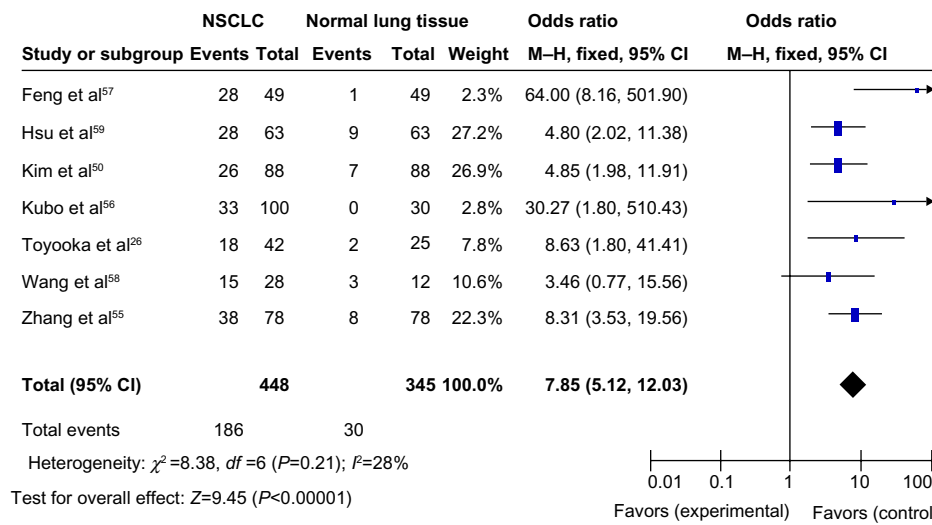 NSCLC Normal lung tissue Odds ratio Odds ratio
Study or subgroup Events Total Events Total Weight M–H, fixed, 95% CI M–H, fixed, 95% CI
Feng et al57 28 49 1 49 2.3% 64.00 (8.16, 501.90)
Hsu et al59 28 63 9 63 27.2% 4.80 (2.02, 11.38)
Kim et al50 26 88 7 88 26.9% 4.85 (1.98, 11.91)
Kubo et al56 33 100 0 30 2.8% 30.27 (1.80, 510.43)
Toyooka et al26 18 42 2 25 7.8% 8.63 (1.80, 41.41)
Wang et al58 15 28 3 12 10.6% 3.46 (0.77, 15.56)
Zhang et al55 38 78 8 78 22.3% 8.31 (3.53, 19.56)
Total (95% CI) 448 345 100.0% 7.85 (5.12, 12.03)
Total events 186 30
Heterogeneity: χ²=8.38, df =6 (P=0.21); I²=28%
Test for overall effect: Z=9.45 (P<0.00001)
0.01 0.1 1 10 100
Favors (experimental) Favors (control